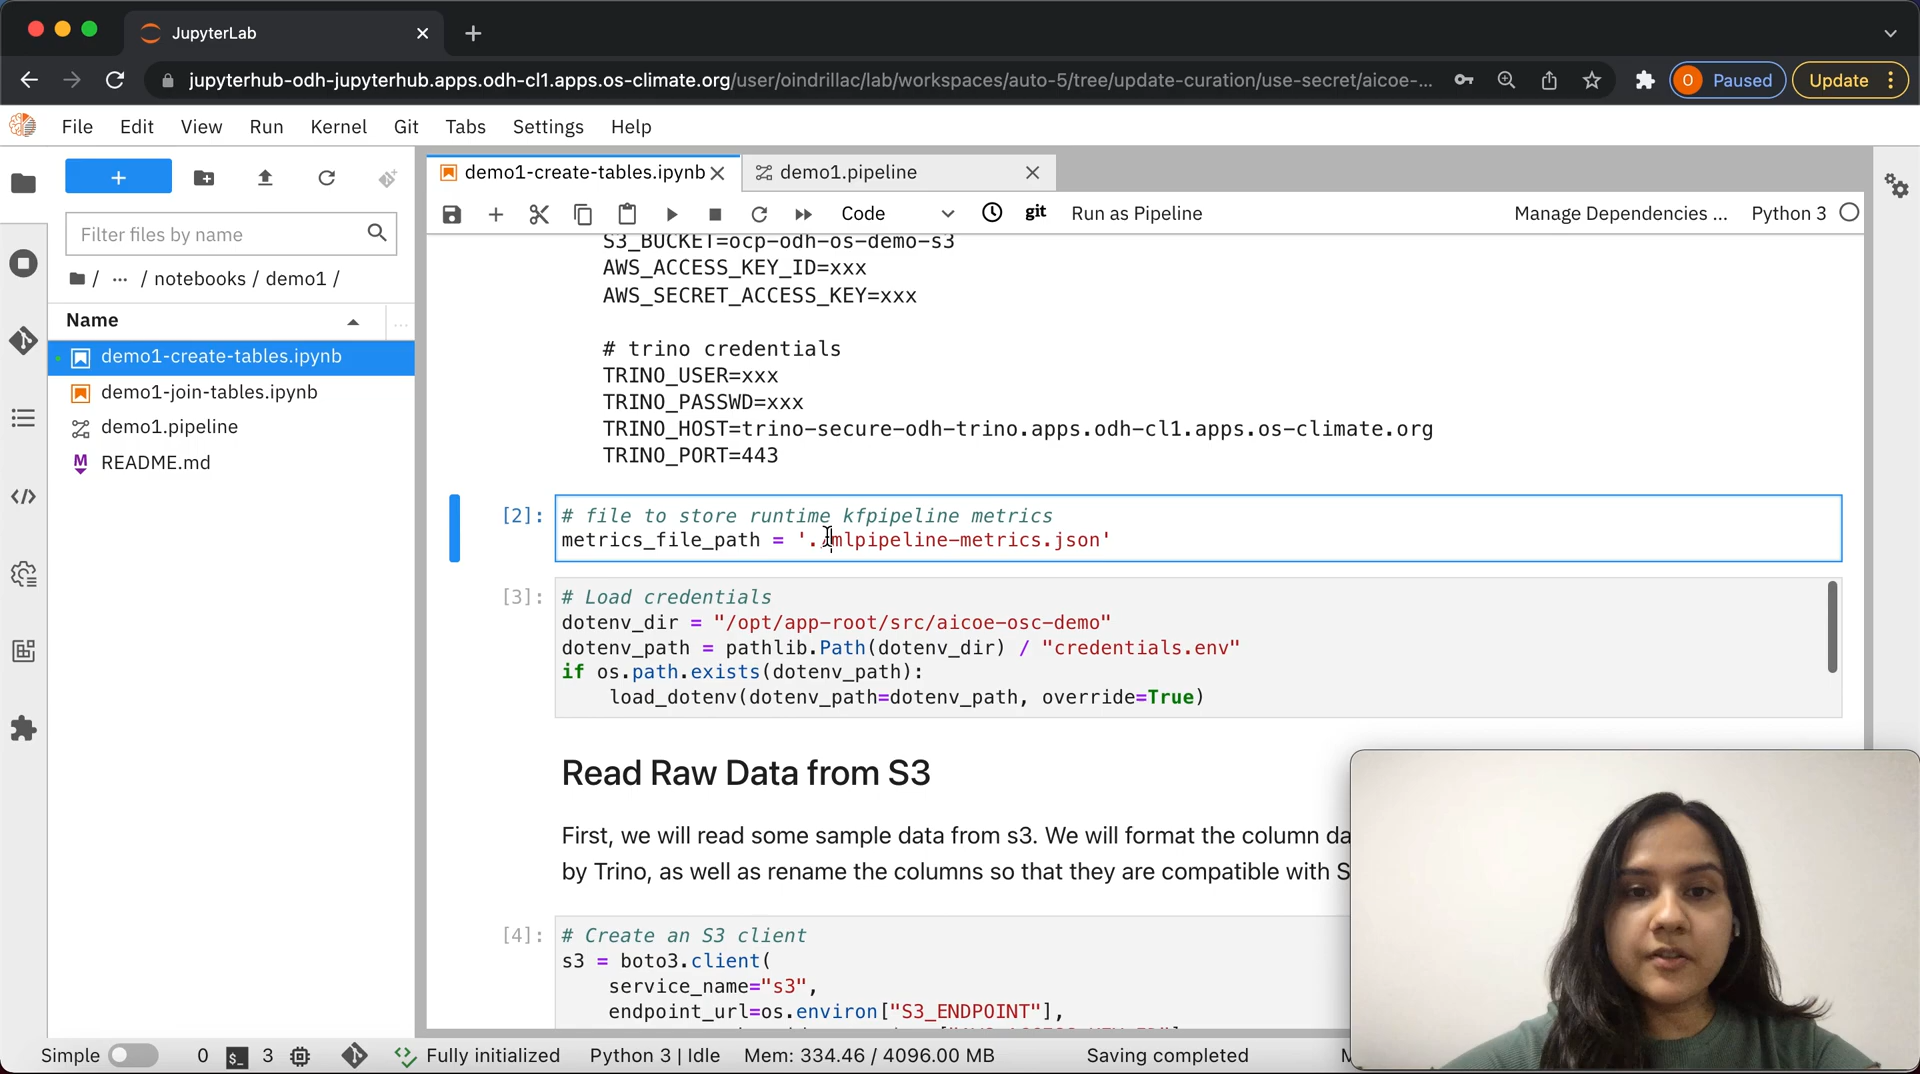 JupyterLab
jupyterhub-odh-jupyterhub.apps.odh-cl1.apps.os-climate.org/user/oindrillac/lab/workspaces/auto-5/tree/update-curation/use-secret/aicoe-...
O Paused
Update
File Edit View Run Kernel Git Tabs Settings Help
+
Filter files by name
/ ... / notebooks / demo1 /
Name
...
demo1-create-tables.ipynb
demo1-join-tables.ipynb
demo1.pipeline
README.md
demo1-create-tables.ipynb
demo1.pipeline
Code git Run as Pipeline Manage Dependencies ... Python 3
S3_BUCKET=ocp-odh-os-demo-s3
AWS_ACCESS_KEY_ID=xxx
AWS_SECRET_ACCESS_KEY=xxx
# trino credentials
TRINO_USER=xxx
TRINO_PASSWD=xxx
TRINO_HOST=trino-secure-odh-trino.apps.odh-cl1.apps.os-climate.org
TRINO_PORT=443
[2]: # file to store runtime kfpipeline metrics
metrics_file_path = './mlpipeline-metrics.json'
[3]: # Load credentials
dotenv_dir = "/opt/app-root/src/aicoe-osc-demo"
dotenv_path = pathlib.Path(dotenv_dir) / "credentials.env"
if os.path.exists(dotenv_path):
load_dotenv(dotenv_path=dotenv_path, override=True)
Read Raw Data from S3
First, we will read some sample data from s3. We will format the column da
by Trino, as well as rename the columns so that they are compatible with S
[4]: # Create an S3 client
s3 = boto3.client(
service_name="s3",
endpoint_url=os.environ["S3_ENDPOINT"],
Simple 0 3 Fully initialized Python 3 | Idle Mem: 334.46 / 4096.00 MB Saving completed